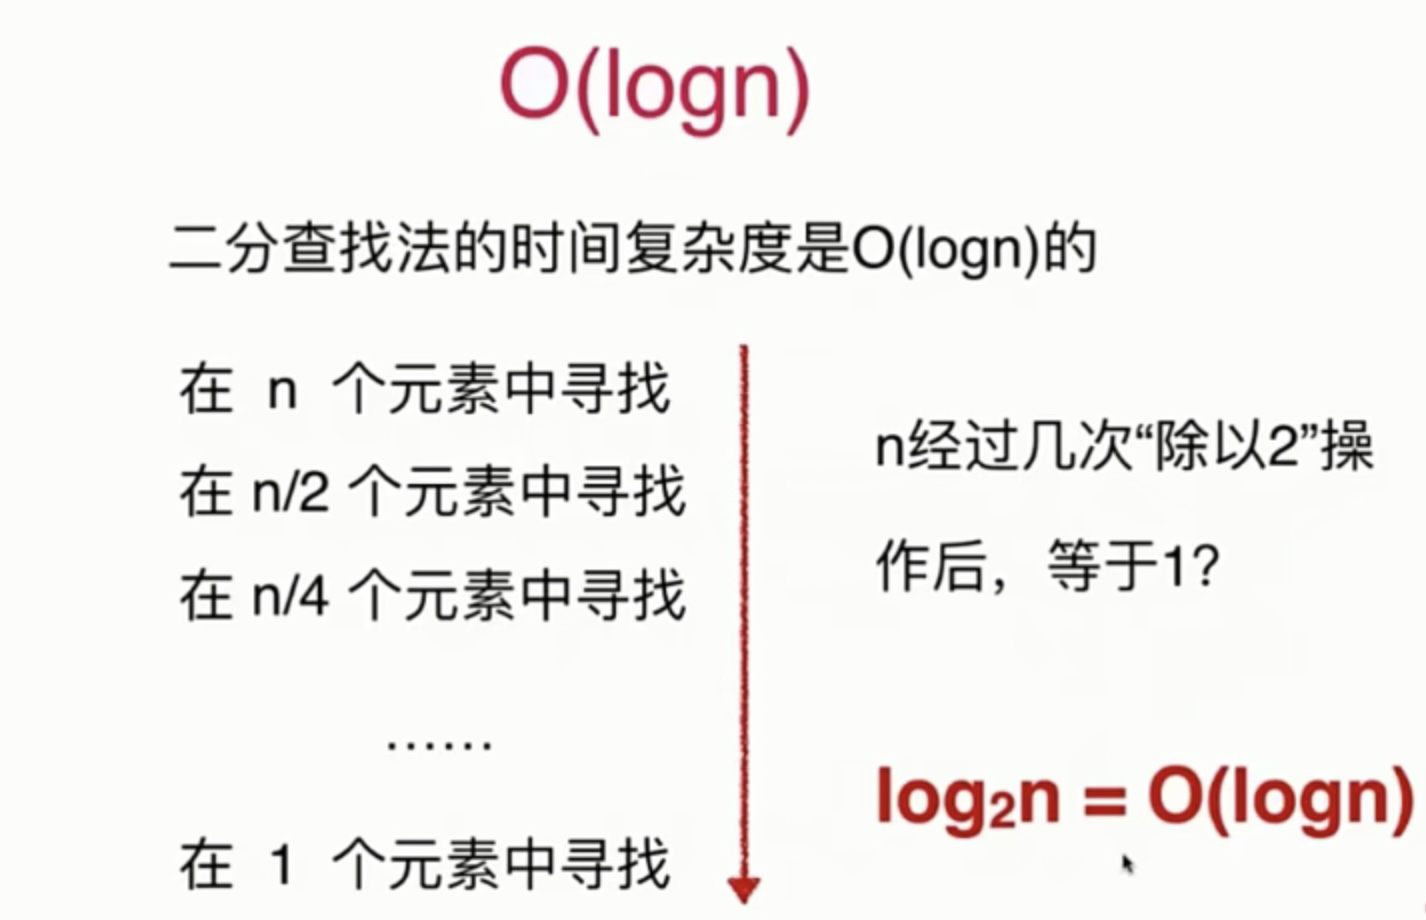 O(logn)
二分查找法的时间复杂度是O(logn)的
在 n 个元素中寻找
在 n/2 个元素中寻找
在 n/4 个元素中寻找
……
在 1 个元素中寻找
n经过几次“除以2”操
作后，等于1？
log₂n = O(logn)